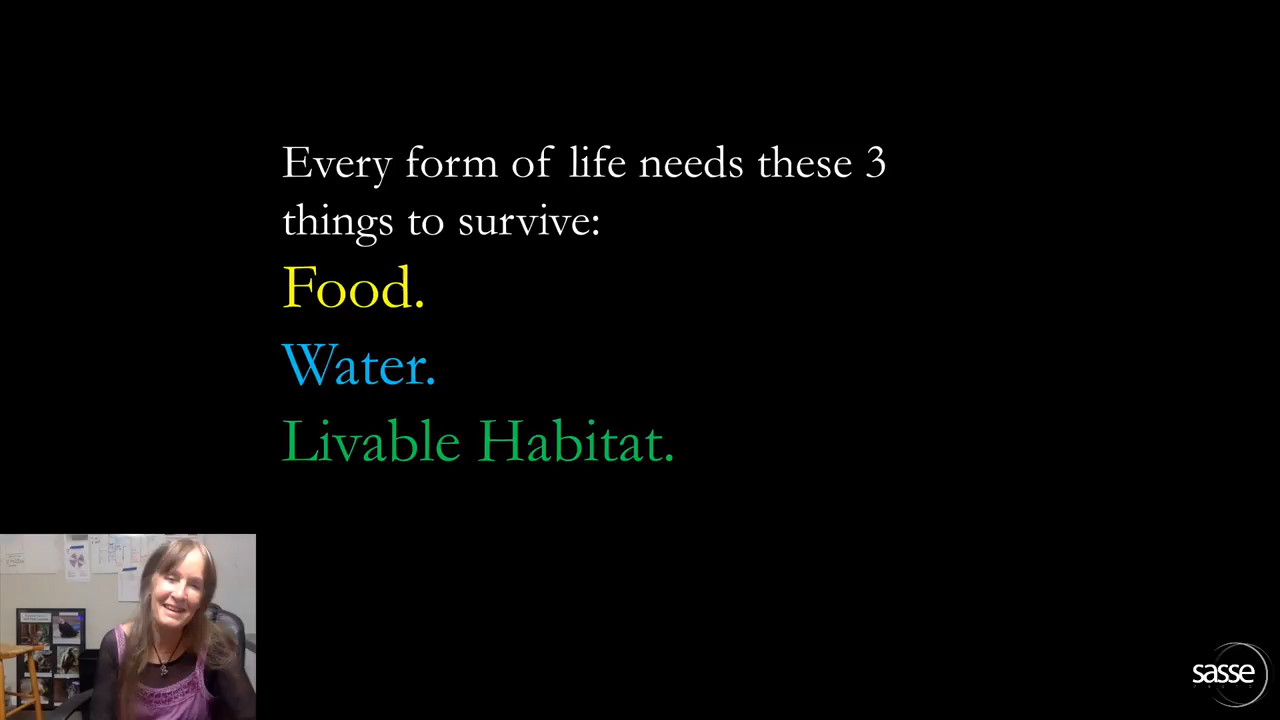 Every form of life needs these 3
things to survive:
Food.
Water.
Livable Habitat.
sasse